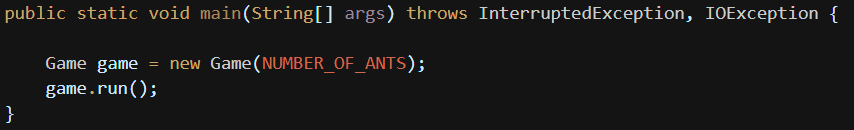 public static void main(String[] args) throws InterruptedException, IOException {
Game game = new Game(NUMBER_OF_ANTS);
game.run();
}